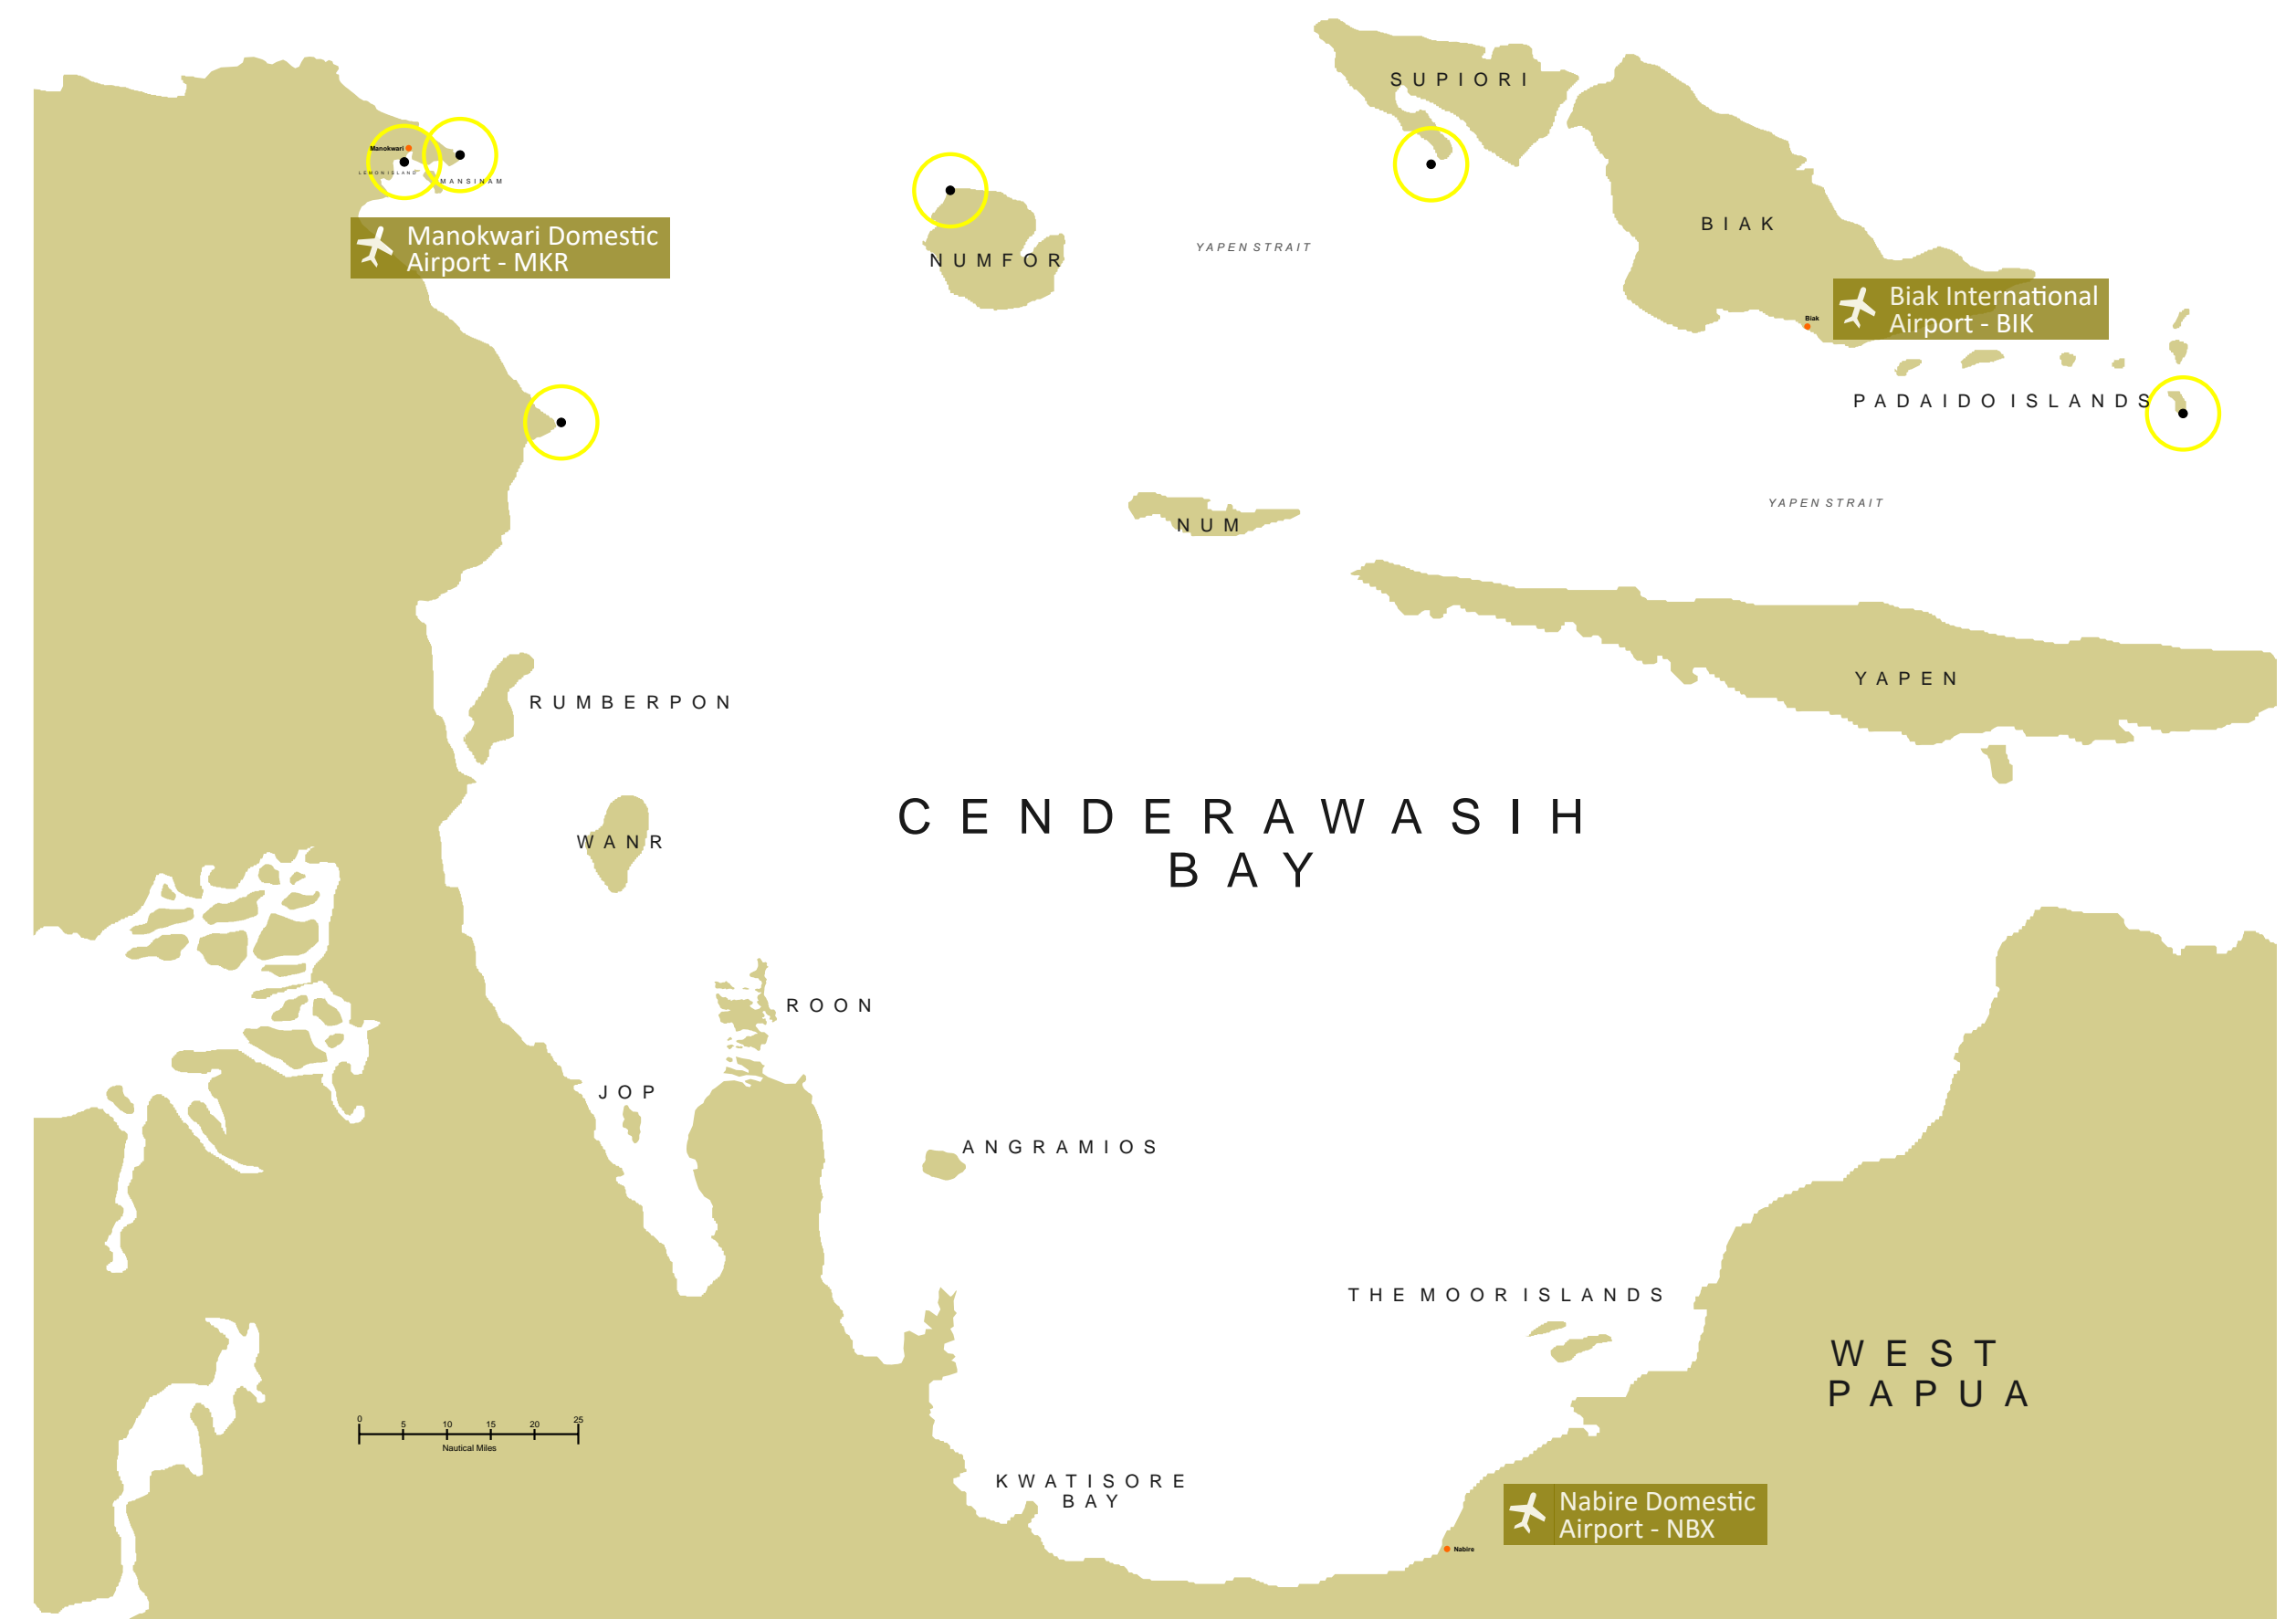 SUPIORI
Manokwari
LEMON ISLAND
MANSINAM
BIAK
Manokwari Domestic
Airport - MKR
YAPEN STRAIT
NUMFOR
Biak International
Airport - BIK
Biak
PADAIDO ISLANDS
YAPEN STRAIT
NUM
YAPEN
RUMBERPON
CENDERAWASIH
BAY
WANR
ROON
JOP
ANGRAMIOS
THE MOOR ISLANDS
WEST
PAPUA
0 5 10 15 20 25
Nautical Miles
KWATISORE
BAY
Nabire Domestic
Airport - NBX
Nabire